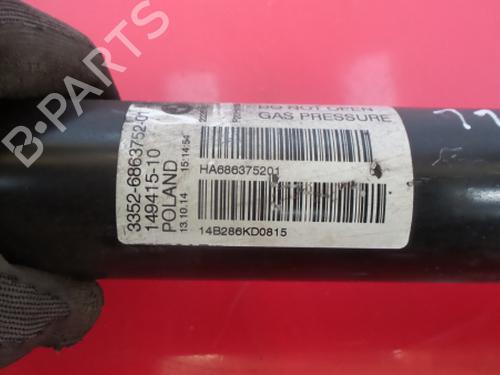 B-PARTS
DO NOT OPEN
GAS PRESSURE
HA686375201
14B286KD0815
3352-6863752-01
149415-10
POLAND
13.10.14 15:14:54